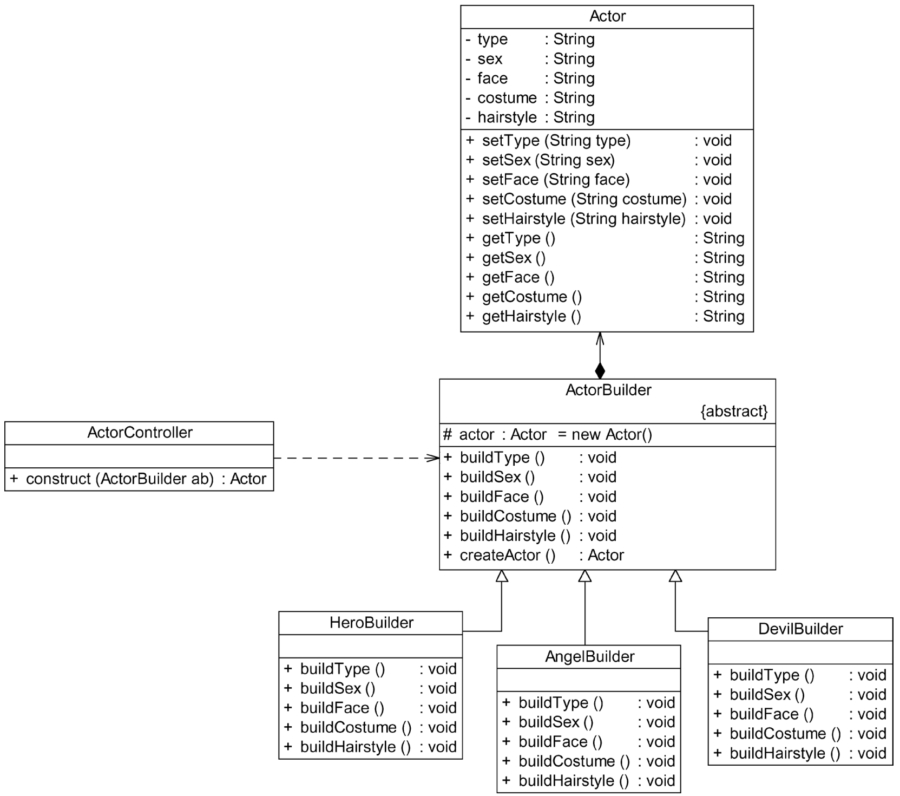 Actor
- type : String
- sex : String
- face : String
- costume : String
- hairstyle : String
+ setType (String type) : void
+ setSex (String sex) : void
+ setFace (String face) : void
+ setCostume (String costume) : void
+ setHairstyle (String hairstyle) : void
+ getType () : String
+ getSex () : String
+ getFace () : String
+ getCostume () : String
+ getHairstyle () : String
ActorBuilder
{abstract}
# actor : Actor = new Actor()
+ buildType () : void
+ buildSex () : void
+ buildFace () : void
+ buildCostume () : void
+ buildHairstyle () : void
+ createActor () : Actor
ActorController
+ construct (ActorBuilder ab) : Actor
HeroBuilder
+ buildType () : void
+ buildSex () : void
+ buildFace () : void
+ buildCostume () : void
+ buildHairstyle () : void
AngelBuilder
+ buildType () : void
+ buildSex () : void
+ buildFace () : void
+ buildCostume () : void
+ buildHairstyle () : void
DevilBuilder
+ buildType () : void
+ buildSex () : void
+ buildFace () : void
+ buildCostume () : void
+ buildHairstyle () : void